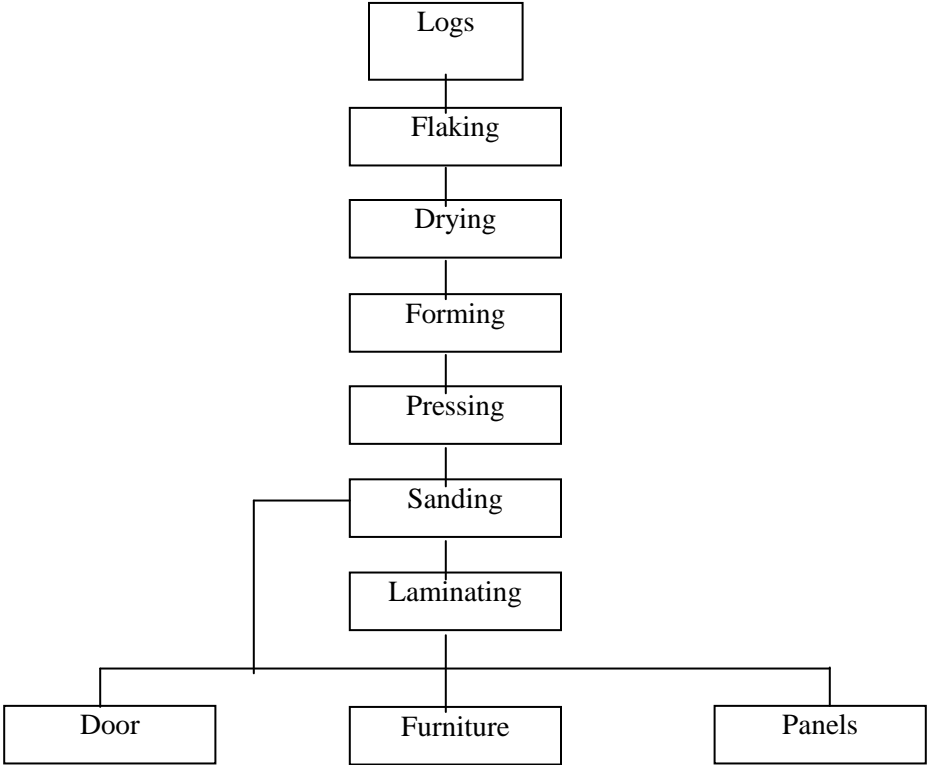 Logs
Flaking
Drying
Forming
Pressing
Sanding
Laminating
Door
Furniture
Panels